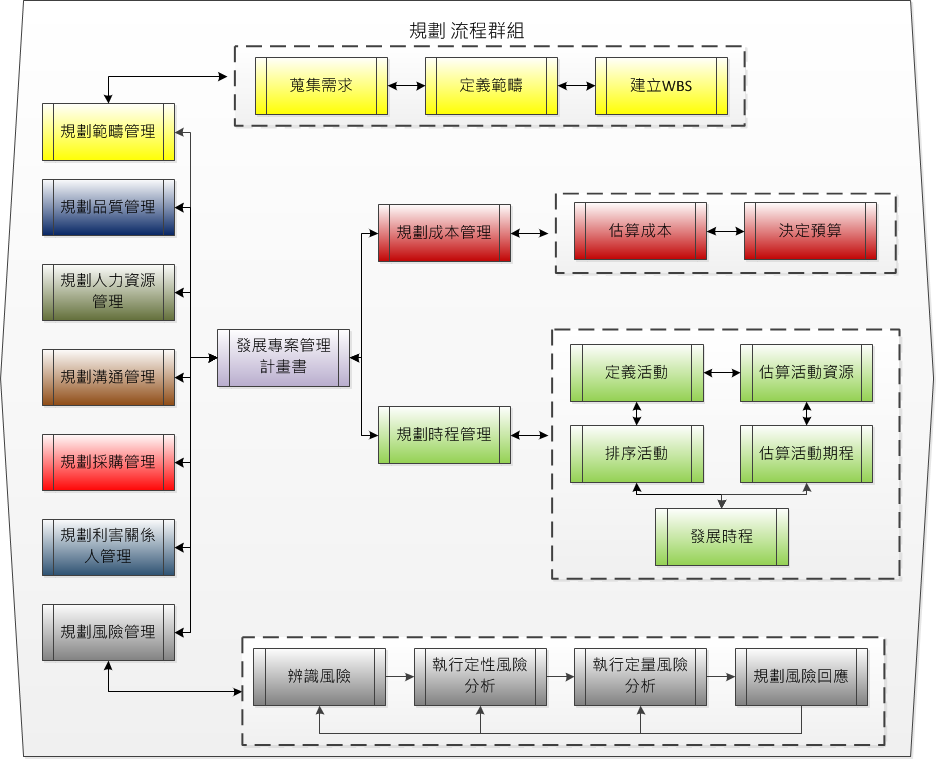 規劃 流程群組
蒐集需求
定義範疇
建立WBS
規劃範疇管理
規劃品質管理
規劃人力資源
管理
規劃溝通管理
規劃採購管理
規劃利害關係
人管理
規劃風險管理
發展專案管理
計畫書
規劃成本管理
估算成本
決定預算
規劃時程管理
定義活動
估算活動資源
排序活動
估算活動期程
發展時程
辨識風險
執行定性風險
分析
執行定量風險
分析
規劃風險回應